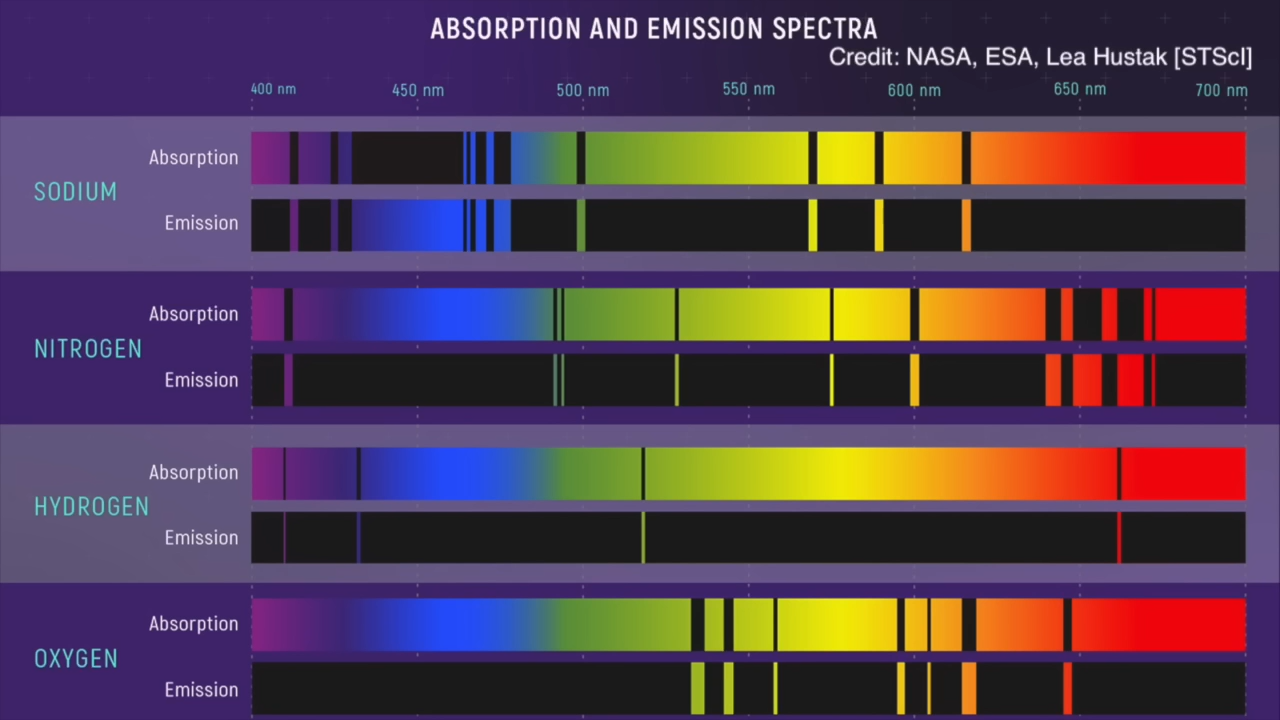 ABSORPTION AND EMISSION SPECTRA
Credit: NASA, ESA, Lea Hustak [STScI]
400 nm 450 nm 500 nm 550 nm 600 nm 650 nm 700 nm
Absorption
SODIUM
Emission
Absorption
NITROGEN
Emission
Absorption
HYDROGEN
Emission
Absorption
OXYGEN
Emission